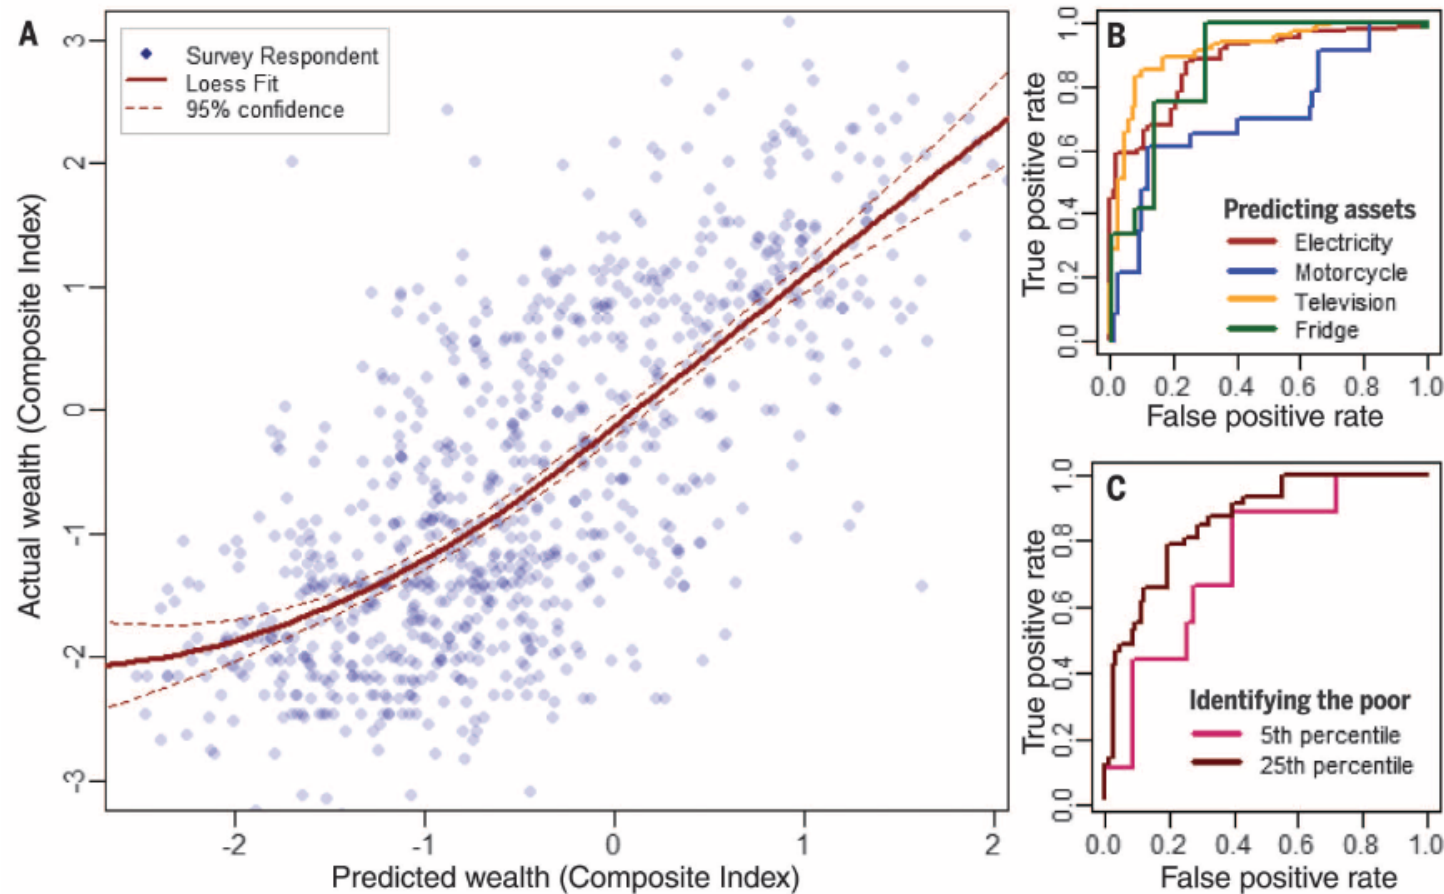 A
Survey Respondent
Loess Fit
95% confidence
3
2
1
0
-1
-2
-3
Actual wealth (Composite Index)
-2 -1 0 1 2
Predicted wealth (Composite Index)
B
1.0
0.8
0.6
0.4
0.2
0.0
True positive rate
Predicting assets
Electricity
Motorcycle
Television
Fridge
0.0 0.2 0.4 0.6 0.8 1.0
False positive rate
C
1.0
0.8
0.6
0.4
0.2
0.0
True positive rate
Identifying the poor
5th percentile
25th percentile
0.0 0.2 0.4 0.6 0.8 1.0
False positive rate